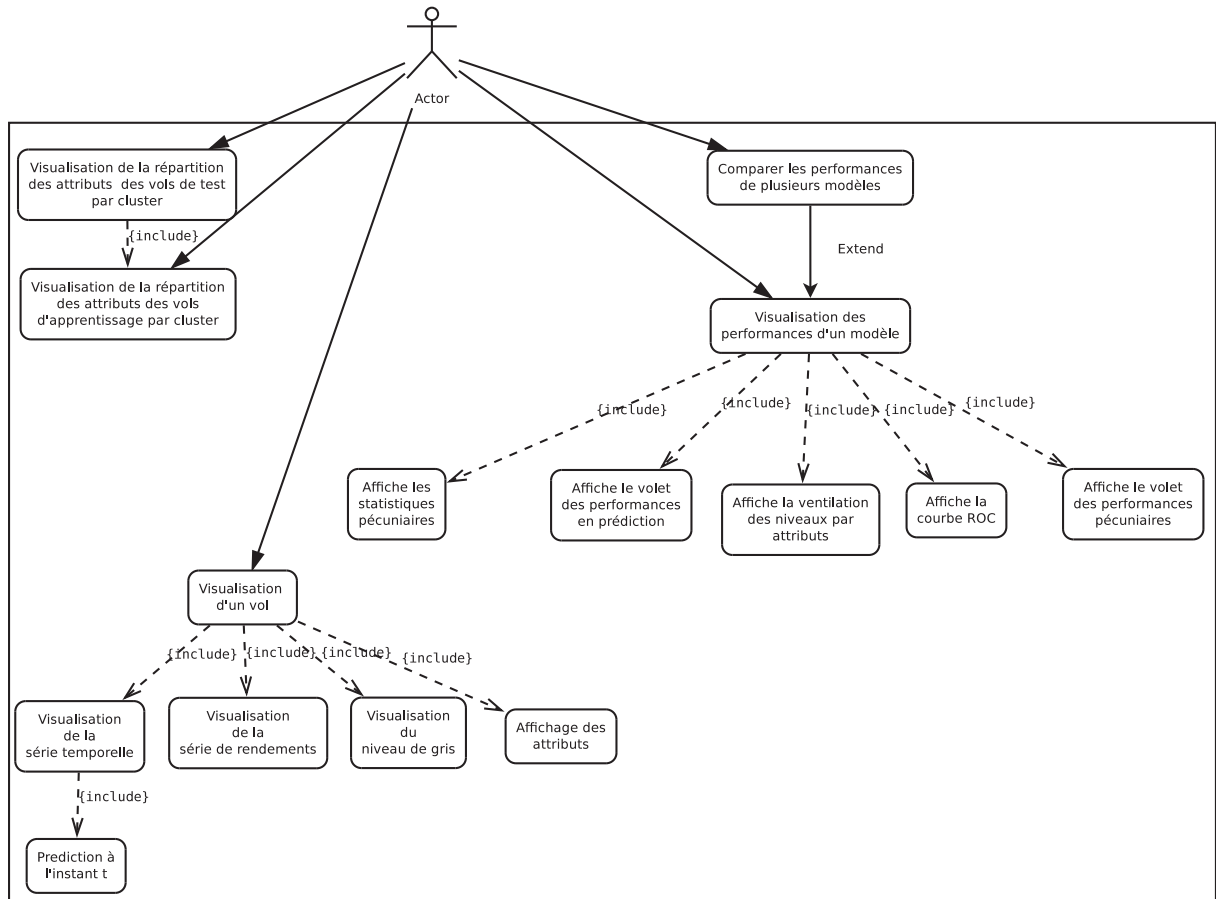 Actor
Visualisation de la répartition
des attributs des vols de test
par cluster
Comparer les performances
de plusieurs modèles
{include}
Extend
Visualisation de la répartition
des attributs des vols
d'apprentissage par cluster
Visualisation des
performances d'un modèle
{include}
{include}
{include}
{include}
{include}
Affiche les
statistiques
pécuniaires
Affiche le volet
des performances
en prédiction
Affiche la ventilation
des niveaux par
attributs
Affiche la
courbe ROC
Affiche le volet
des performances
pécuniaires
Visualisation
d'un vol
{include}
{include}
{include}
{include}
Visualisation
de la
série temporelle
Visualisation
de la
série de rendements
Visualisation
du
niveau de gris
Affichage des
attributs
{include}
Prediction à
l'instant t